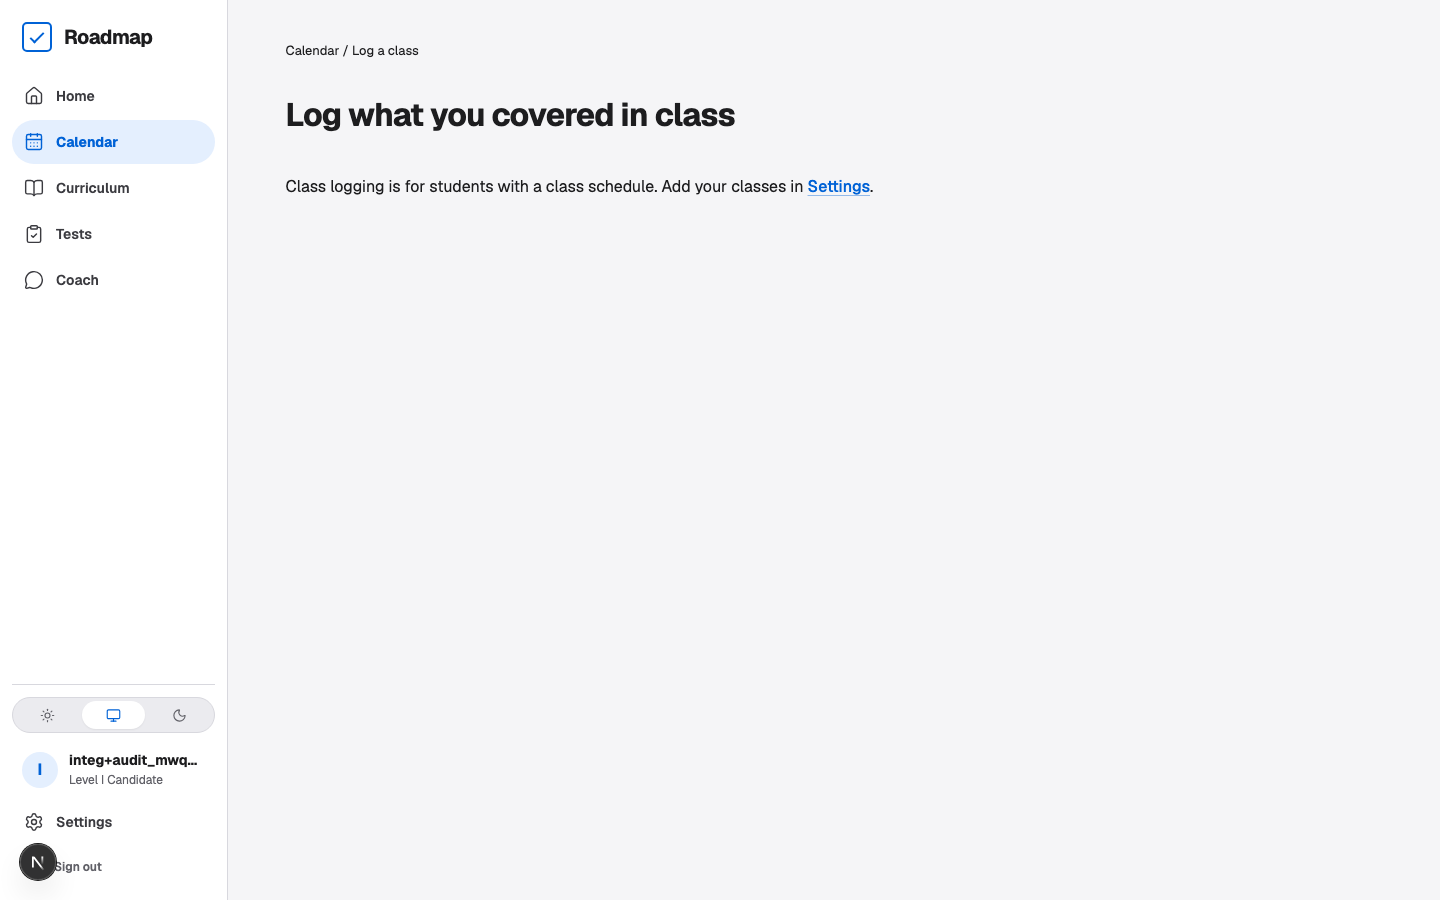 Roadmap
Home
Calendar
Curriculum
Tests
Coach
integ+audit_mwq...
Level I Candidate
I
Settings
N
Sign out
Calendar / Log a class
Log what you covered in class
Class logging is for students with a class schedule. Add your classes in Settings.